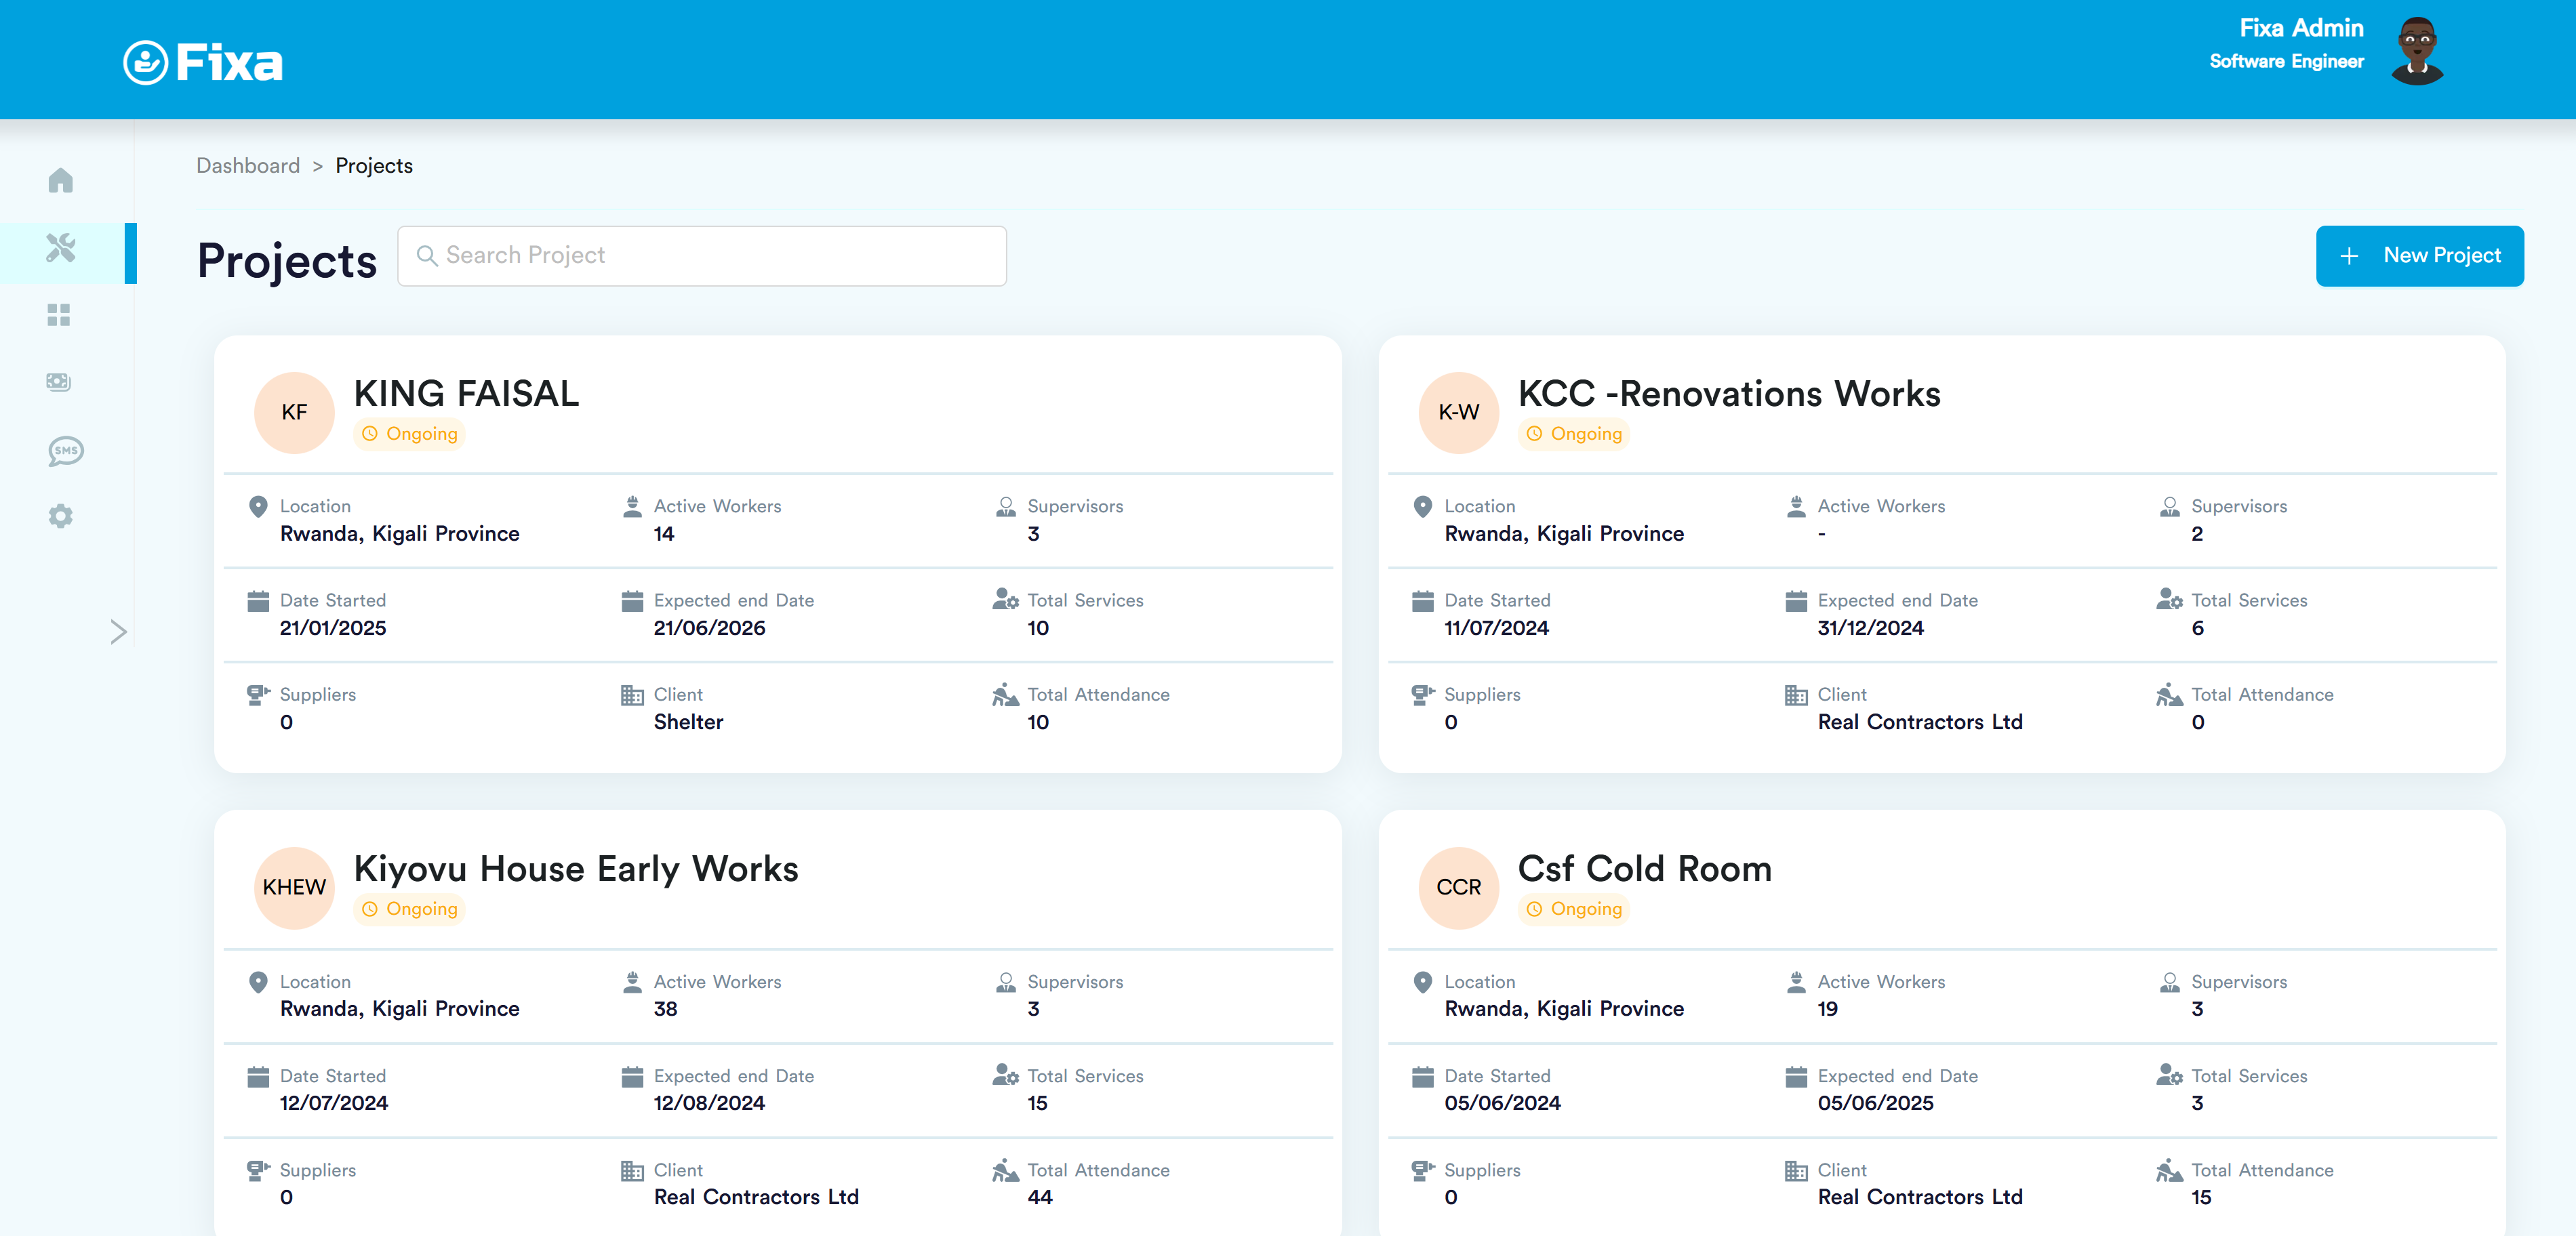 Fixa
Fixa Admin
Software Engineer
Dashboard > Projects
Projects
Search Project
+ New Project
KF
KING FAISAL
Ongoing
Location
Rwanda, Kigali Province
Active Workers
14
Supervisors
3
Date Started
21/01/2025
Expected end Date
21/06/2026
Total Services
10
Suppliers
0
Client
Shelter
Total Attendance
10
K-W
KCC -Renovations Works
Ongoing
Location
Rwanda, Kigali Province
Active Workers
-
Supervisors
2
Date Started
11/07/2024
Expected end Date
31/12/2024
Total Services
6
Suppliers
0
Client
Real Contractors Ltd
Total Attendance
0
SMS
KHEW
Kiyovu House Early Works
Ongoing
Location
Rwanda, Kigali Province
Active Workers
38
Supervisors
3
Date Started
12/07/2024
Expected end Date
12/08/2024
Total Services
15
Suppliers
0
Client
Real Contractors Ltd
Total Attendance
44
CCR
Csf Cold Room
Ongoing
Location
Rwanda, Kigali Province
Active Workers
19
Supervisors
3
Date Started
05/06/2024
Expected end Date
05/06/2025
Total Services
3
Suppliers
0
Client
Real Contractors Ltd
Total Attendance
15